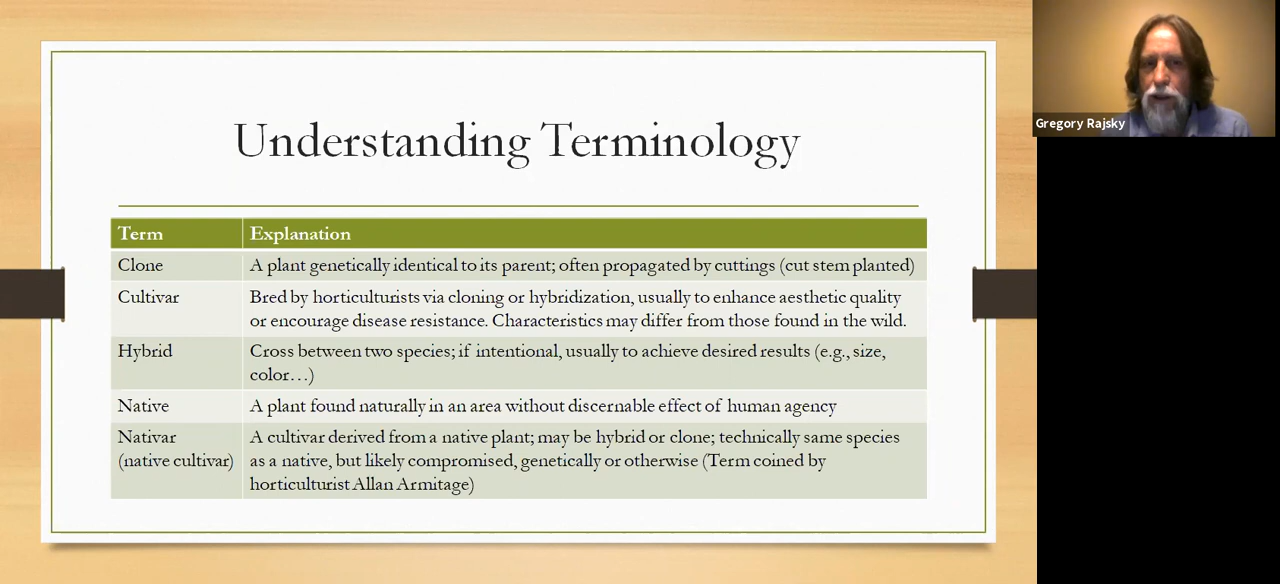 Understanding Terminology
Term Explanation
Clone A plant genetically identical to its parent; often propagated by cuttings (cut stem planted)
Cultivar Bred by horticulturists via cloning or hybridization, usually to enhance aesthetic quality
or encourage disease resistance. Characteristics may differ from those found in the wild.
Hybrid Cross between two species; if intentional, usually to achieve desired results (e.g., size,
color…)
Native A plant found naturally in an area without discernable effect of human agency
Nativar A cultivar derived from a native plant; may be hybrid or clone; technically same species
(native cultivar) as a native, but likely compromised, genetically or otherwise (Term coined by
horticulturist Allan Armitage)
Gregory Rajsky